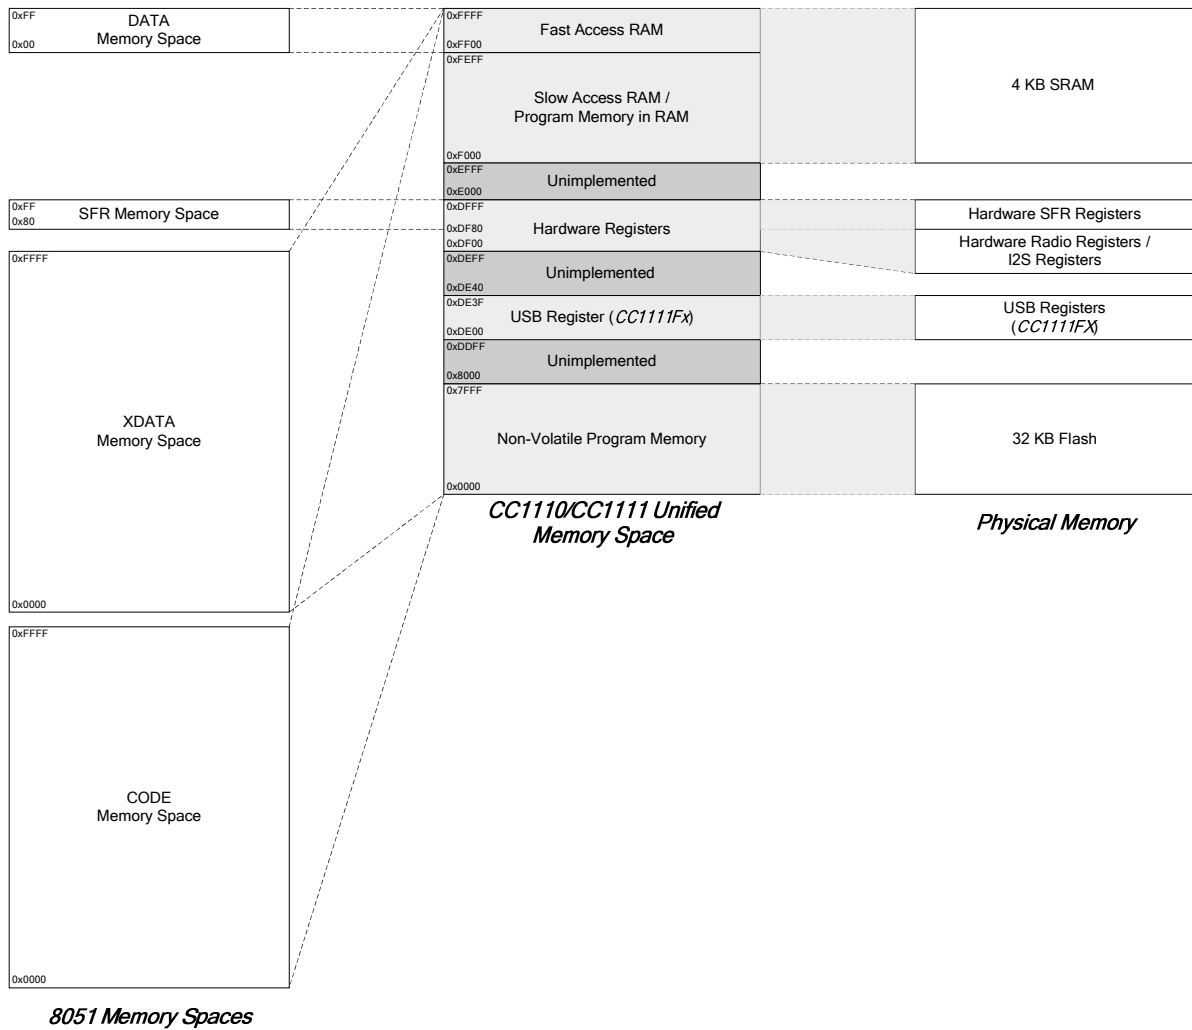 0xFF
DATA
Memory Space
0x00
0xFF
SFR Memory Space
0x80
0xFFFF
XDATA
Memory Space
0x0000
0xFFFF
CODE
Memory Space
0x0000
8051 Memory Spaces
0xFFFF
Fast Access RAM
0xFF00
0xFEFF
Slow Access RAM /
Program Memory in RAM
0xF000
0xEFFF
Unimplemented
0xE000
0xDFFF
0xDF80
Hardware Registers
0xDF00
0xDEFF
Unimplemented
0xDE40
0xDE3F
USB Register (CC1111Fx)
0xDE00
0xDDFF
Unimplemented
0x8000
0x7FFF
Non-Volatile Program Memory
0x0000
CC1110/CC1111 Unified
Memory Space
4 KB SRAM
Hardware SFR Registers
Hardware Radio Registers /
I2S Registers
USB Registers
(CC1111FX)
32 KB Flash
Physical Memory